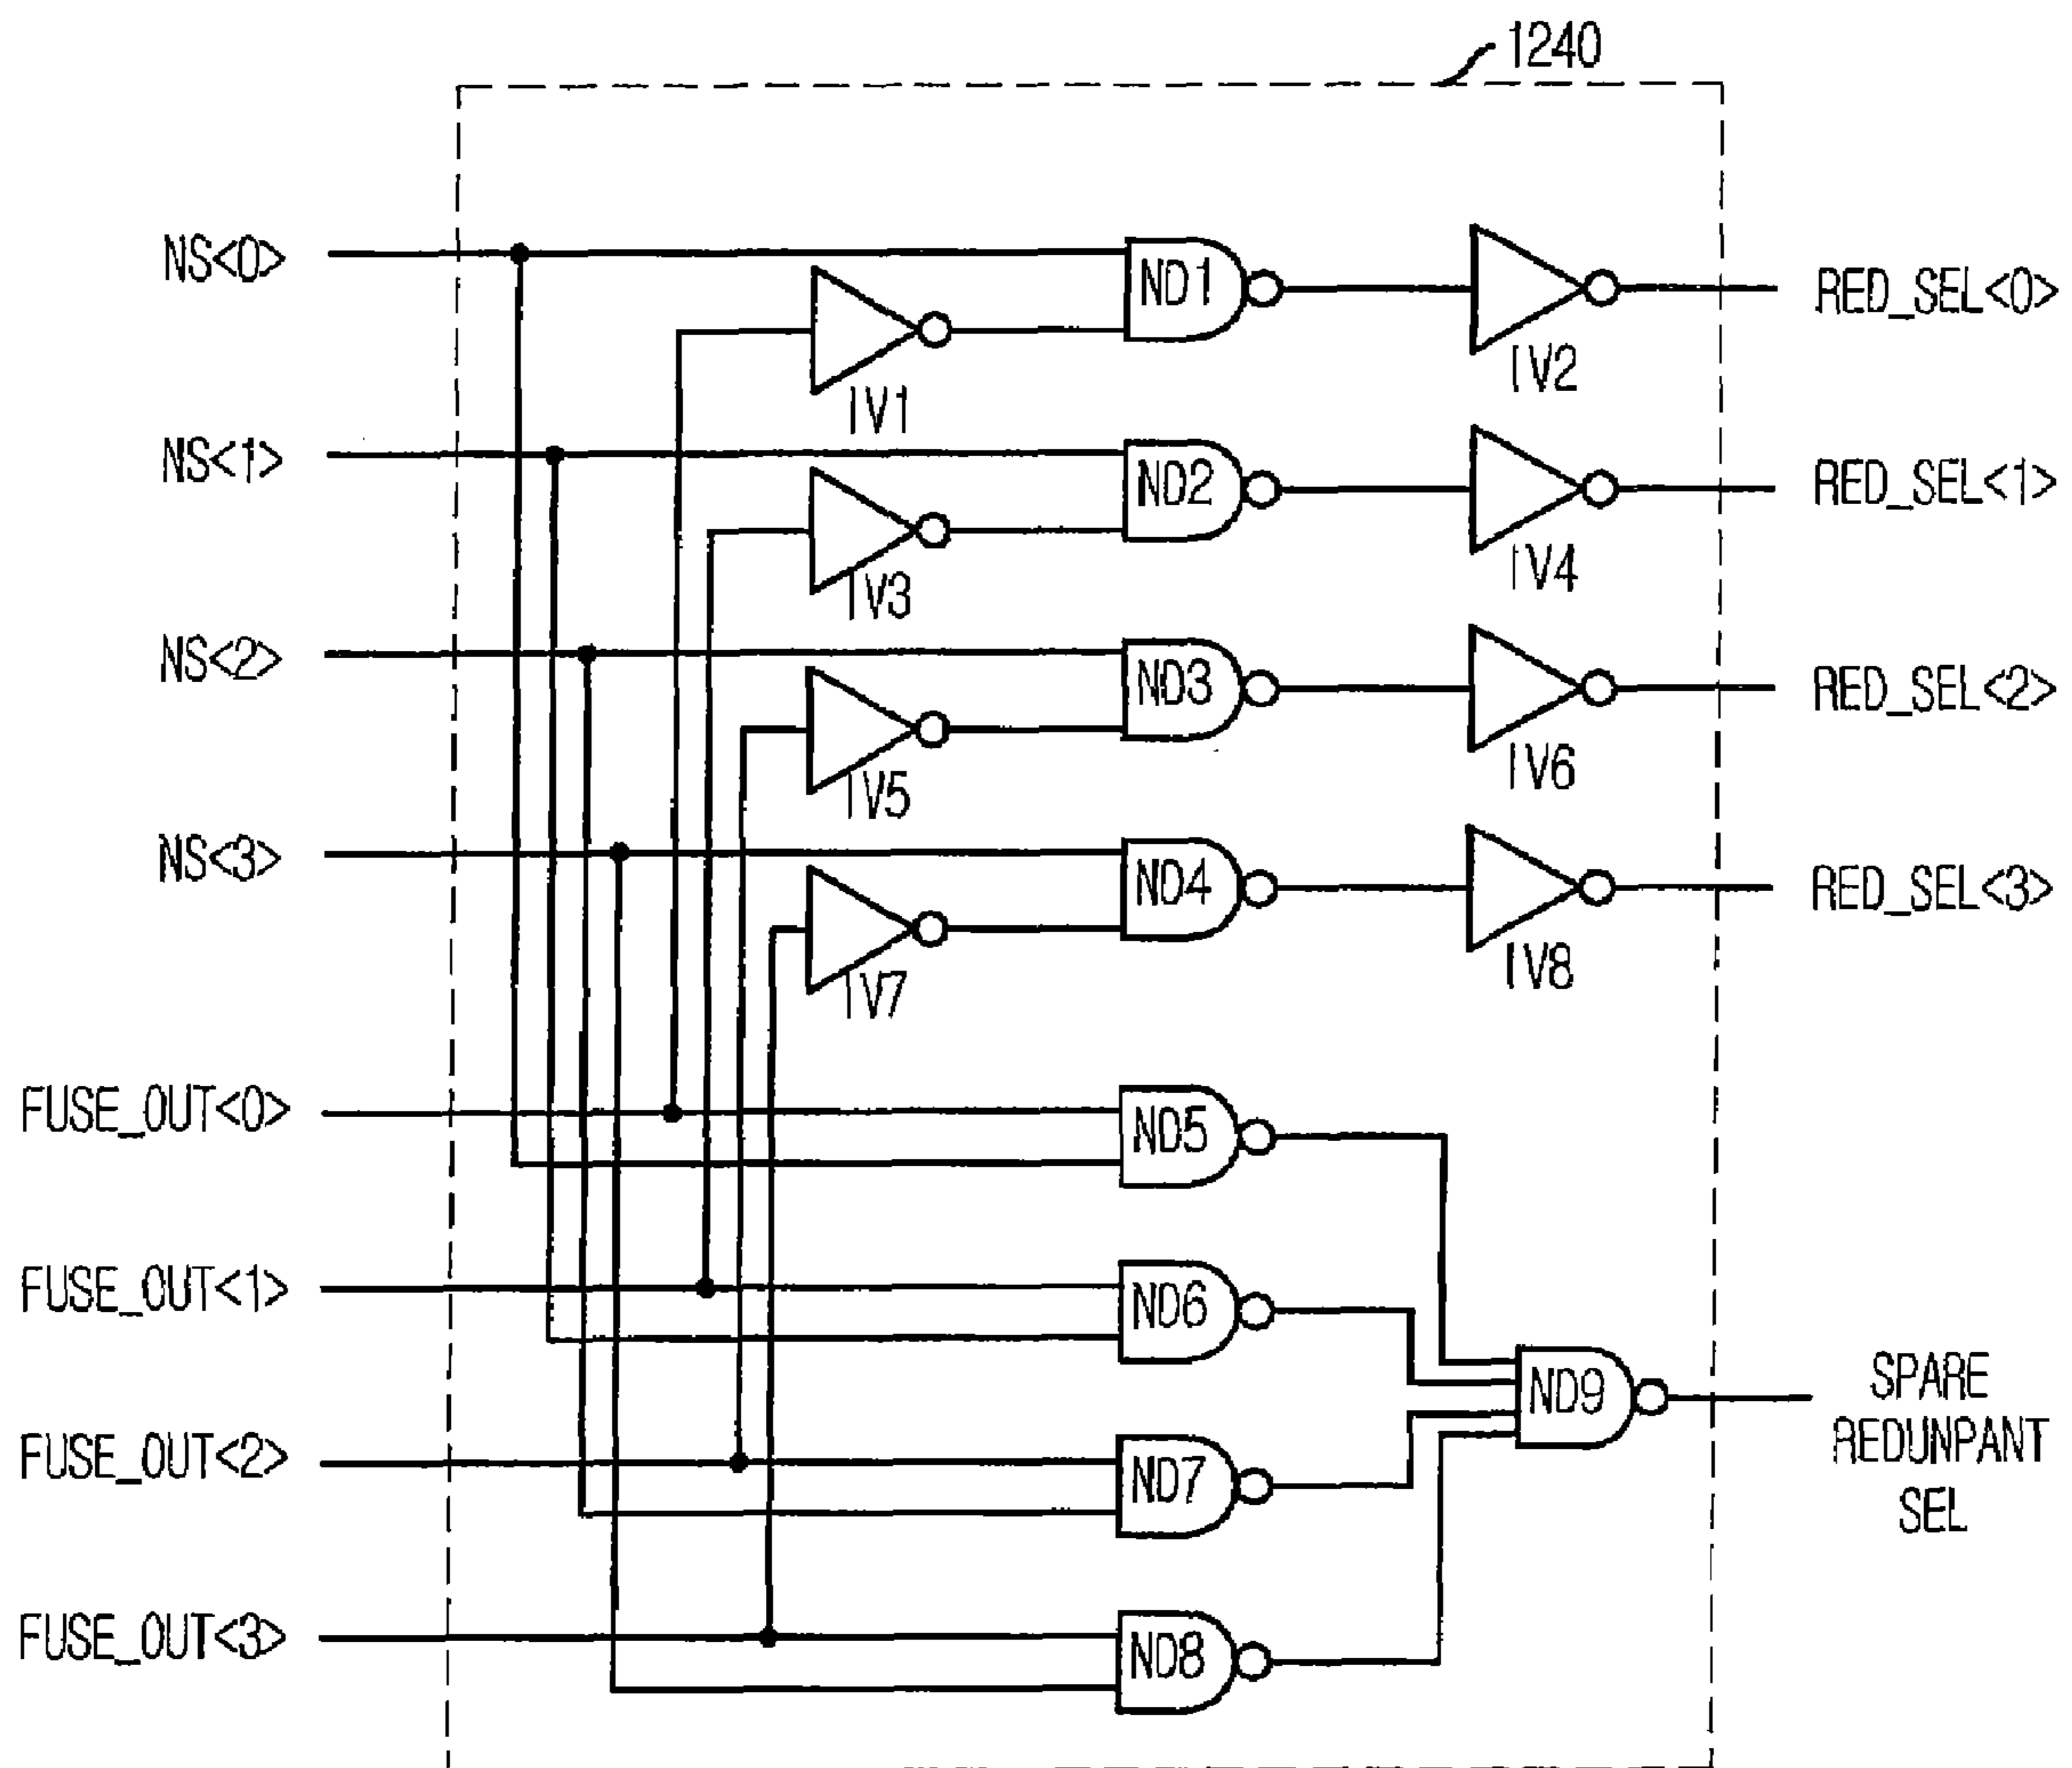 1240
NS<0>
ND1
RED_SEL<0>
IV1
IV2
NS<1>
ND2
RED_SEL<1>
IV3
IV4
NS<2>
ND3
RED_SEL<2>
IV5
IV6
NS<3>
ND4
RED_SEL<3>
IV7
IV8
FUSE_OUT<0>
ND5
FUSE_OUT<1>
ND6
ND9
SPARE
REDUNPANT
SEL
FUSE_OUT<2>
ND7
FUSE_OUT<3>
ND8